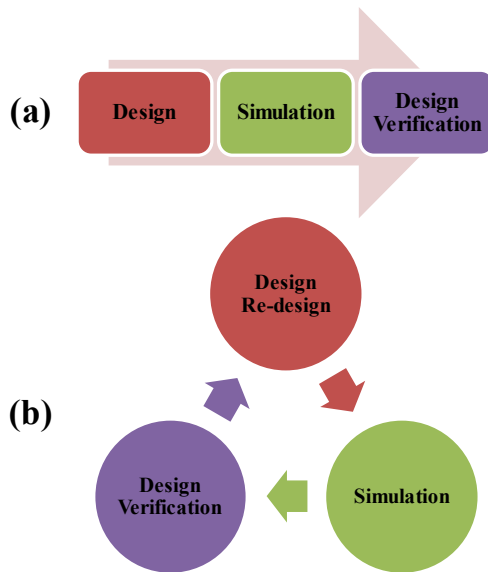 (a)
Design
Simulation
Design
Verification
Design
Re-design
(b)
Design
Verification
Simulation